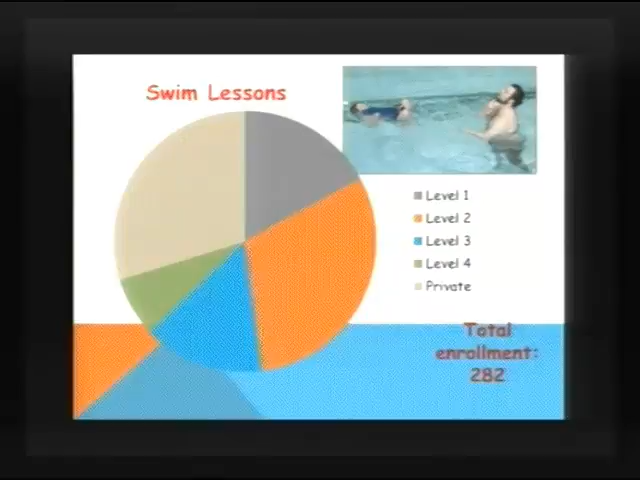 Swim Lessons
Level 1
Level 2
Level 3
Level 4
Private
Total
enrollment:
282